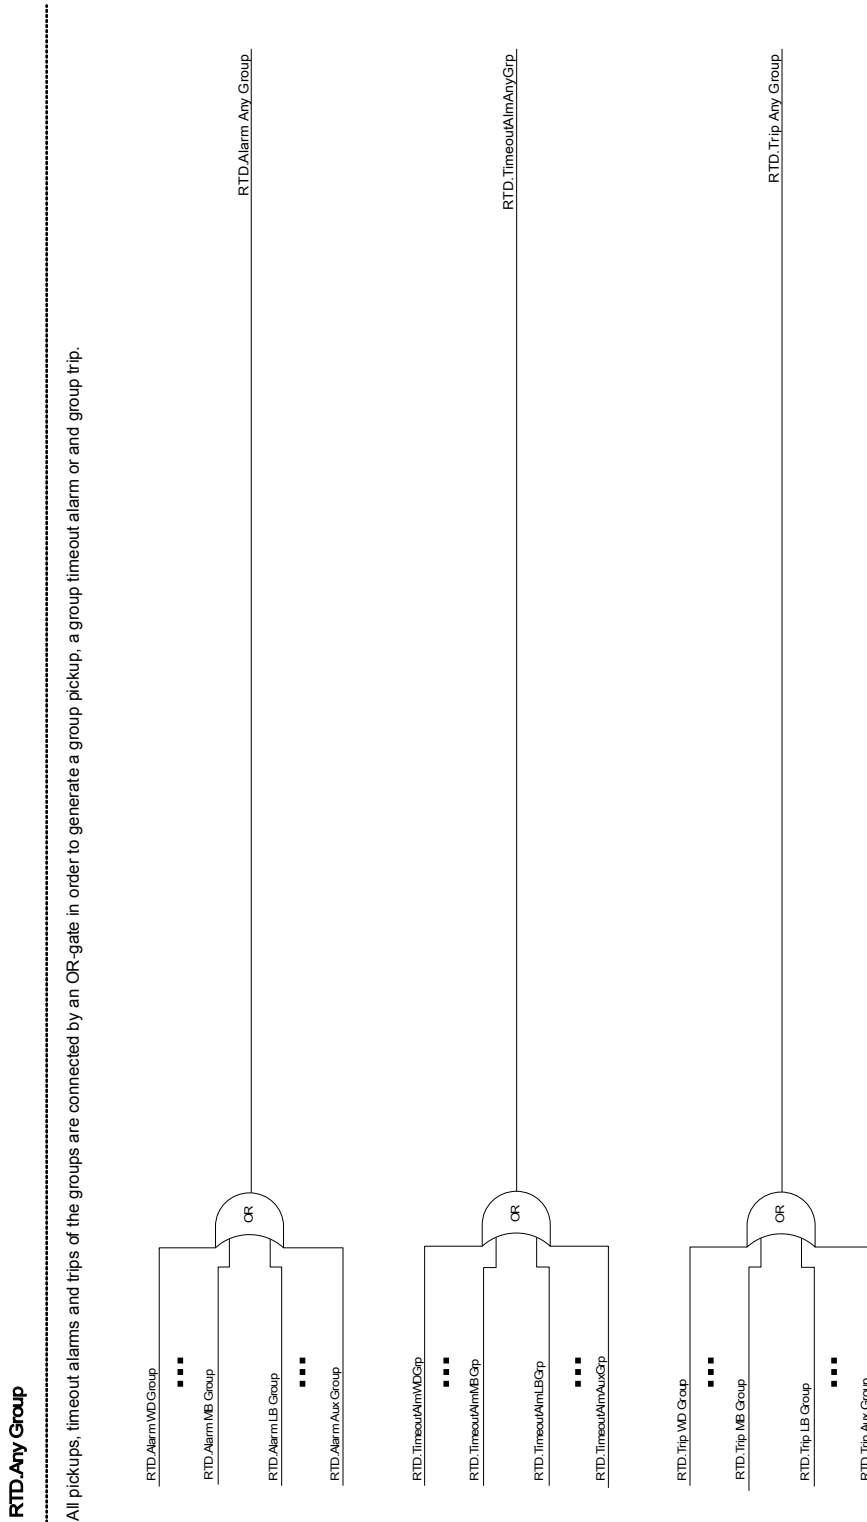 RTD.Any Group
All pickups, timeout alarms and trips of the groups are connected by an OR-gate in order to generate a group pickup, a group timeout alarm or and group trip.
RTD.Alarm WD Group
RTD.Alarm MB Group
RTD.Alarm LB Group
RTD.Alarm Aux Group
OR
RTD.Alarm Any Group
RTD.TimeoutAlmWDGrp
RTD.TimeoutAlmMBGrp
RTD.TimeoutAlmLBGrp
RTD.TimeoutAlmAuxGrp
OR
RTD.TimeoutAlmAnyGrp
RTD.Trip WD Group
RTD.Trip MB Group
RTD.Trip LB Group
RTD.Trip Aux Group
OR
RTD.Trip Any Group